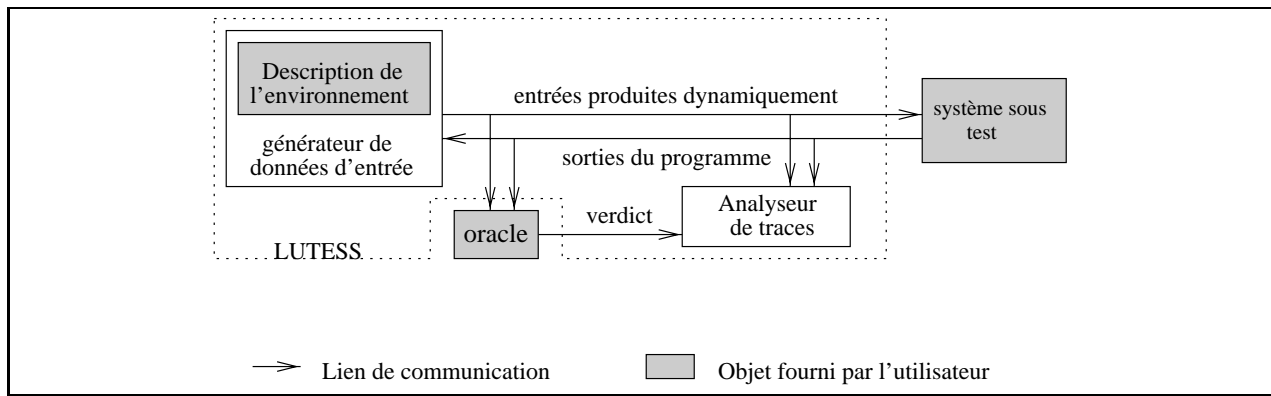 Description de
l'environnement
générateur de
données d'entrée
entrées produites dynamiquement
sorties du programme
système sous
test
oracle
verdict
Analyseur
de traces
LUTESS
Lien de communication
Objet fourni par l'utilisateur